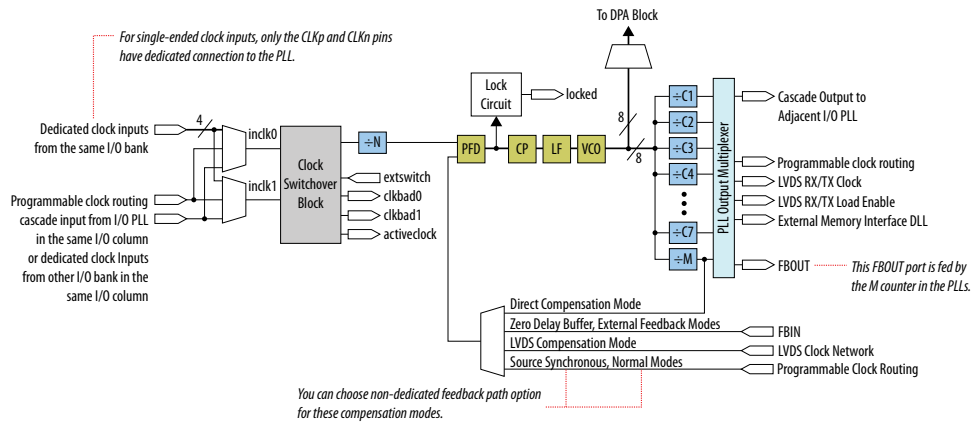 To DPA Block
For single-ended clock inputs, only the CLKp and CLKn pins
have dedicated connection to the PLL.
Lock
Circuit
locked
4
Dedicated clock inputs
from the same I/O bank
inclk0
Clock
Switchover
Block
÷N
PFD
CP
LF
VCO
8
8
÷C1
÷C2
÷C3
÷C4
÷C7
÷M
PLL Output Multiplexer
Cascade Output to
Adjacent I/O PLL
Programmable clock routing
LVDS RX/TX Clock
LVDS RX/TX Load Enable
External Memory Interface DLL
FBOUT
This FBOUT port is fed by
the M counter in the PLLs.
inclk1
extswitch
clkbad0
clkbad1
activeclock
Programmable clock routing
cascade input from I/O PLL
in the same I/O column
or dedicated clock Inputs
from other I/O bank in the
same I/O column
Direct Compensation Mode
Zero Delay Buffer, External Feedback Modes
FBIN
LVDS Compensation Mode
LVDS Clock Network
Source Synchronous, Normal Modes
Programmable Clock Routing
You can choose non-dedicated feedback path option
for these compensation modes.